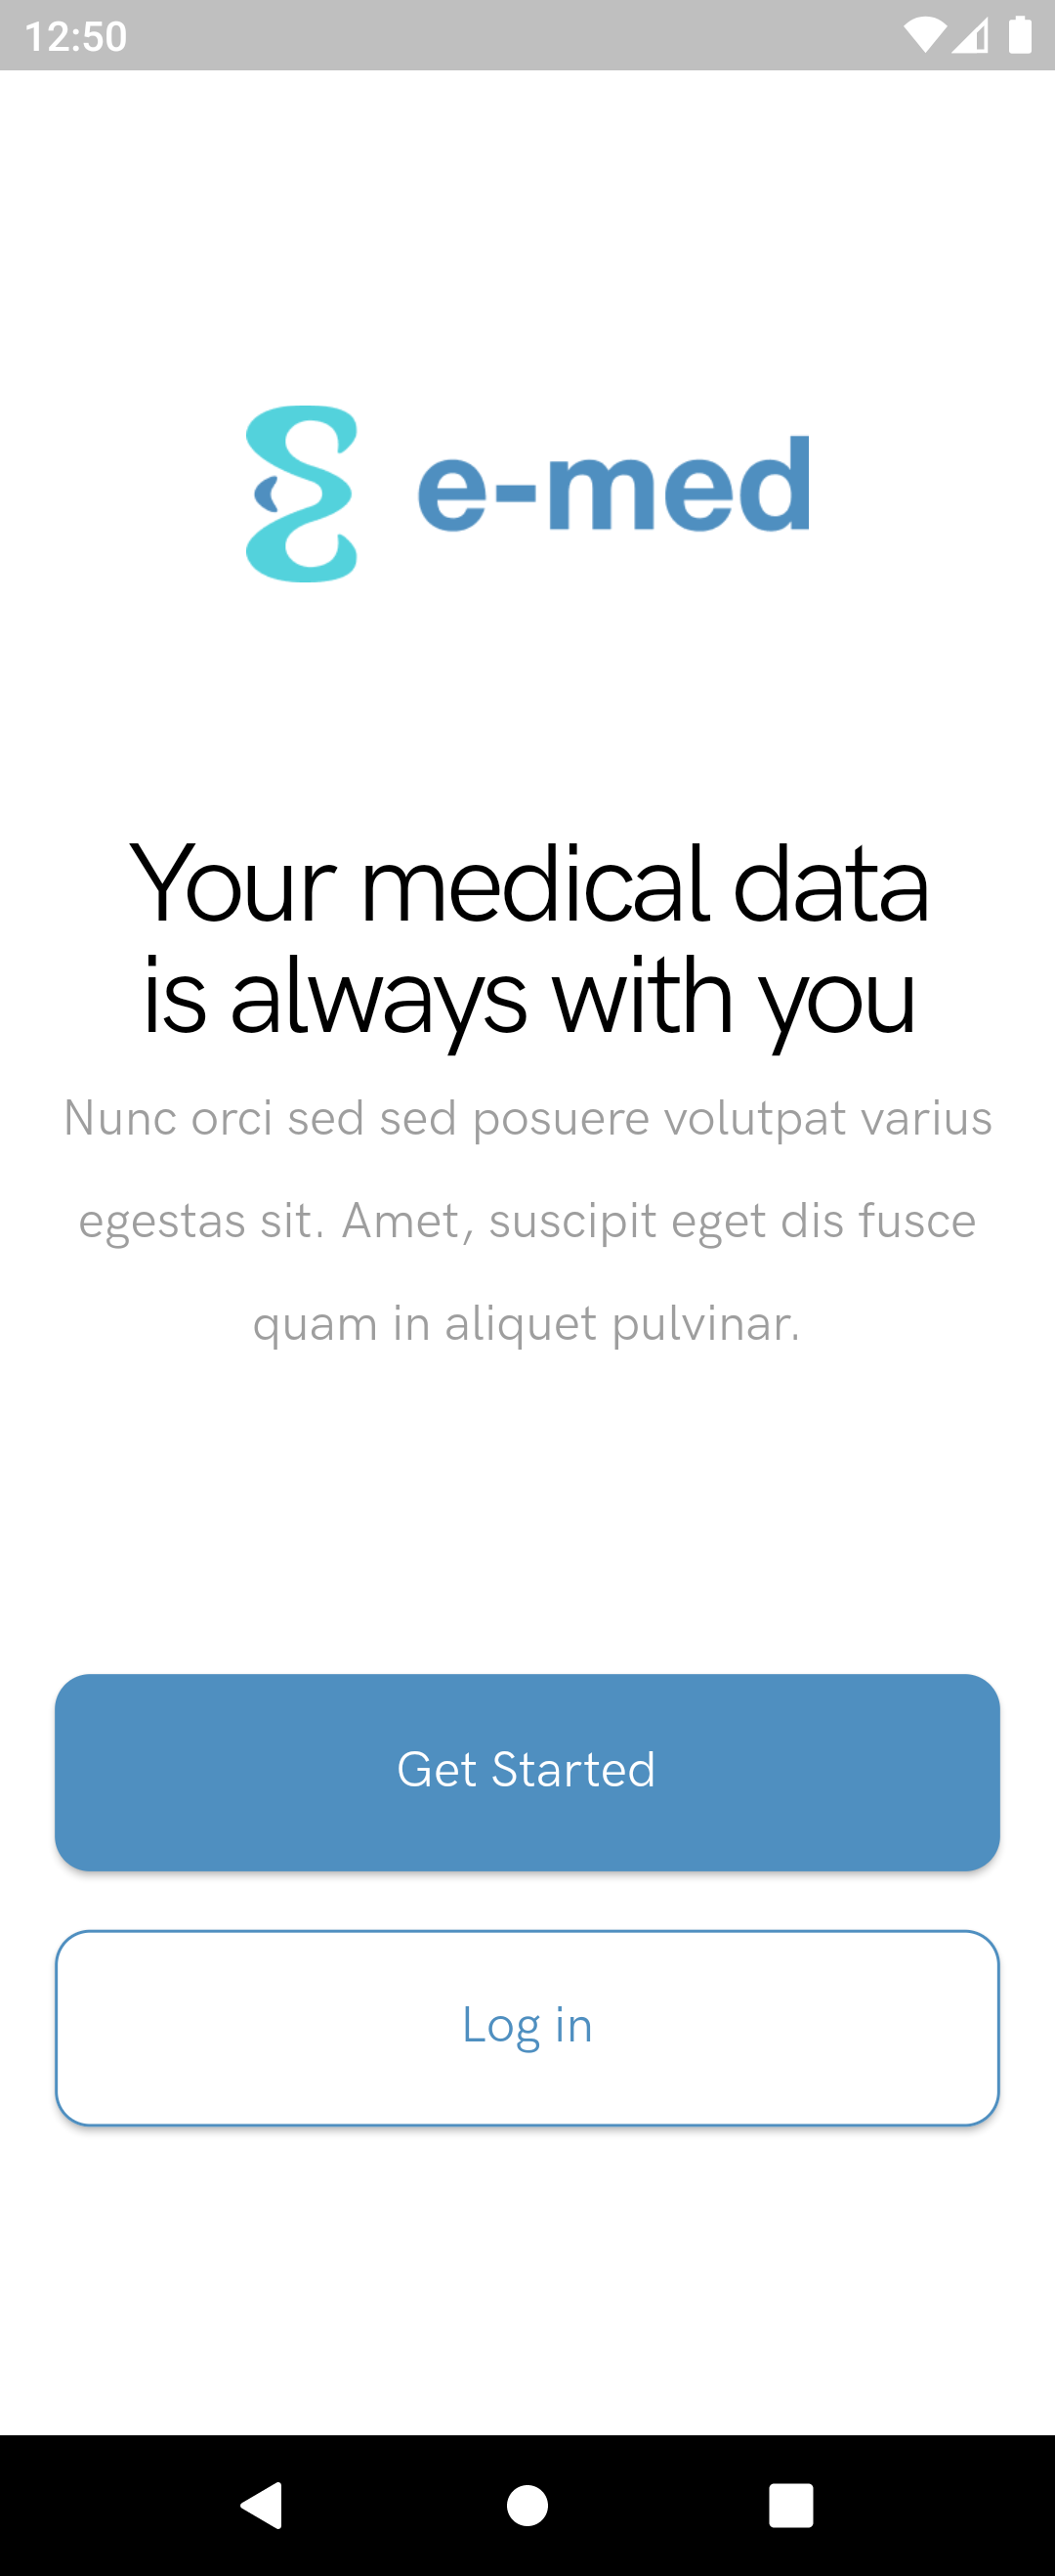 12:50
e-med
Your medical data
is always with you
Nunc orci sed sed posuere volutpat varius
egestas sit. Amet, suscipit eget dis fusce
quam in aliquet pulvinar.
Get Started
Log in